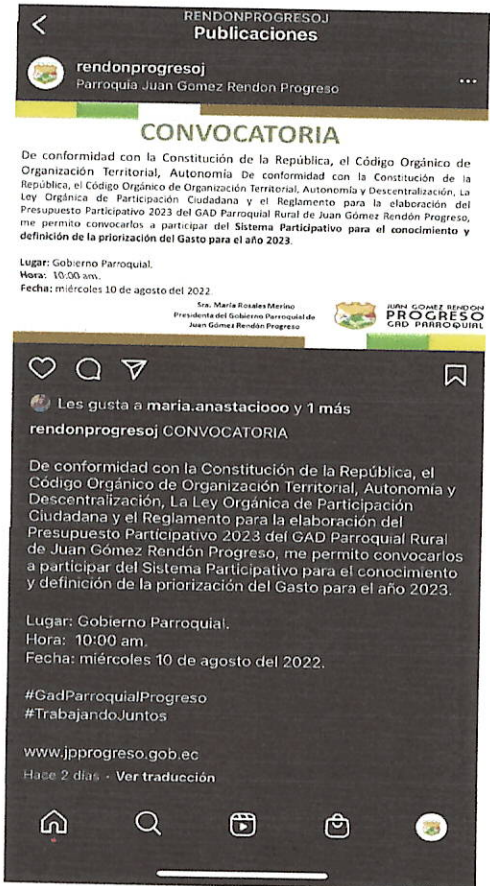 RENDONPROGRESOJ
Publicaciones
rendonprogresoj
Parroquia Juan Gomez Rendon Progreso
CONVOCATORIA
De conformidad con la Constitución de la República, el Código Orgánico de
Organización Territorial, Autonomía De conformidad con la Constitución de la
República, el Código Orgánico de Organización Territorial, Autonomía y Descentralización, La
Ley Orgánica de Participación Ciudadana y el Reglamento para la elaboración del
Presupuesto Participativo 2023 del GAD Parroquial Rural de Juan Gómez Rendón Progreso,
me permito convocarlos a participar del Sistema Participativo para el conocimiento y
definición de la priorización del Gasto para el año 2023.
Lugar: Gobierno Parroquial.
Hora: 10:00 am.
Fecha: miércoles 10 de agosto del 2022
Sra. María Rosales Merino
Presidenta del Gobierno Parroquial de
Juan Gómez Rendón Progreso
JUAN GOMEZ RENDON
PROGRESO
GAD PARROQUIAL
Les gusta a maria.anastaciooo y 1 más
rendonprogresoj CONVOCATORIA
De conformidad con la Constitución de la República, el
Código Orgánico de Organización Territorial, Autonomía y
Descentralización, La Ley Orgánica de Participación
Ciudadana y el Reglamento para la elaboración del
Presupuesto Participativo 2023 del GAD Parroquial Rural
de Juan Gómez Rendón Progreso, me permito convocarlos
a participar del Sistema Participativo para el conocimiento
y definición de la priorización del Gasto para el año 2023.
Lugar: Gobierno Parroquial.
Hora: 10:00 am.
Fecha: miércoles 10 de agosto del 2022.
#GadParroquialProgreso
#TrabajandoJuntos
www.jpprogreso.gob.ec
Hace 2 días · Ver traducción